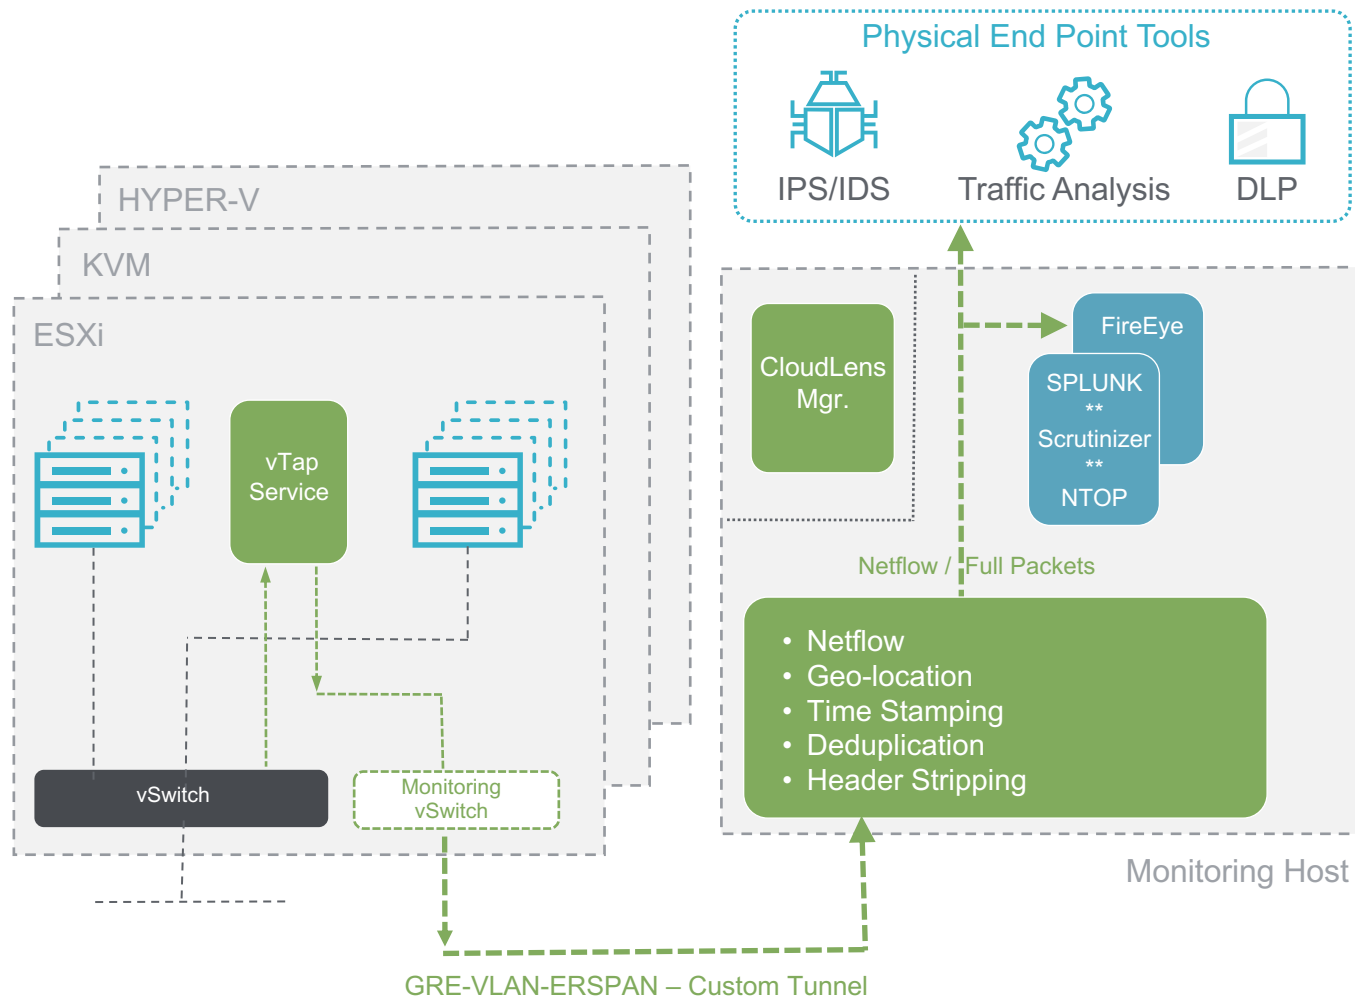 Physical End Point Tools
IPS/IDS
Traffic Analysis
DLP
HYPER-V
KVM
ESXi
vTap
Service
vSwitch
Monitoring
vSwitch
CloudLens
Mgr.
FireEye
SPLUNK
**
Scrutinizer
**
NTOP
Netflow / Full Packets
• Netflow
• Geo-location
• Time Stamping
• Deduplication
• Header Stripping
Monitoring Host
GRE-VLAN-ERSPAN – Custom Tunnel